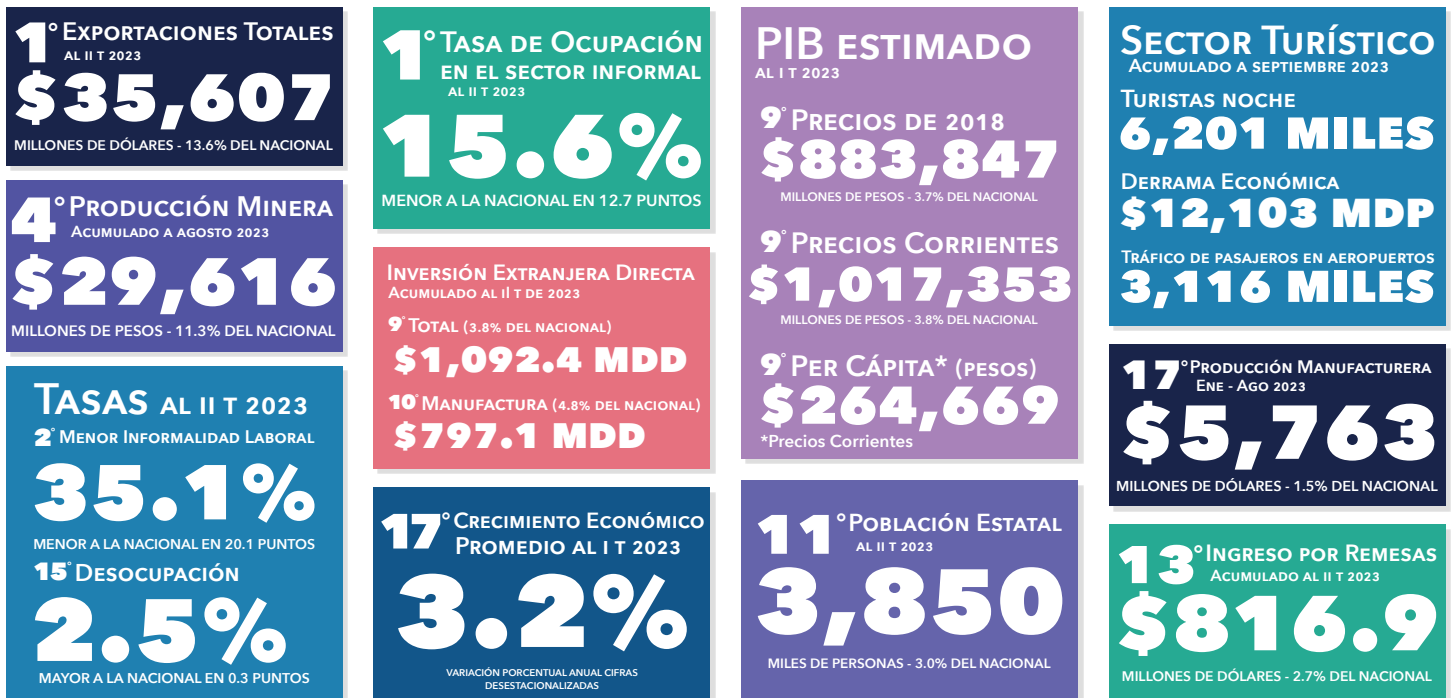 1° Exportaciones Totales
AL II T 2023
$35,607
MILLONES DE DÓLARES - 13.6% DEL NACIONAL
4° Producción Minera
Acumulado a agosto 2023
$29,616
MILLONES DE PESOS - 11.3% DEL NACIONAL
Tasas al II T 2023
2° Menor Informalidad Laboral
35.1%
MENOR A LA NACIONAL EN 20.1 PUNTOS
15° Desocupación
2.5%
MAYOR A LA NACIONAL EN 0.3 PUNTOS
1° Tasa de Ocupación
en el sector informal
al II T 2023
15.6%
MENOR A LA NACIONAL EN 12.7 PUNTOS
Inversión Extranjera Directa
Acumulado al II T de 2023
9° Total (3.8% del nacional)
$1,092.4 MDD
10° Manufactura (4.8% del nacional)
$797.1 MDD
17° Crecimiento Económico
Promedio al I T 2023
3.2%
VARIACIÓN PORCENTUAL ANUAL CIFRAS
DESESTACIONALIZADAS
PIB estimado
al I T 2023
9° Precios de 2018
$883,847
MILLONES DE PESOS - 3.7% DEL NACIONAL
9° Precios Corrientes
$1,017,353
MILLONES DE PESOS - 3.8% DEL NACIONAL
9° Per Cápita* (pesos)
$264,669
*Precios Corrientes
11° Población Estatal
al II T 2023
3,850
MILES DE PERSONAS - 3.0% DEL NACIONAL
Sector Turístico
Acumulado a septiembre 2023
Turistas noche
6,201 MILES
Derrama Económica
$12,103 MDP
Tráfico de pasajeros en aeropuertos
3,116 MILES
17° Producción Manufacturera
Ene - Ago 2023
$5,763
MILLONES DE DÓLARES - 1.5% DEL NACIONAL
13° Ingreso por Remesas
Acumulado al II T 2023
$816.9
MILLONES DE DÓLARES - 2.7% DEL NACIONAL